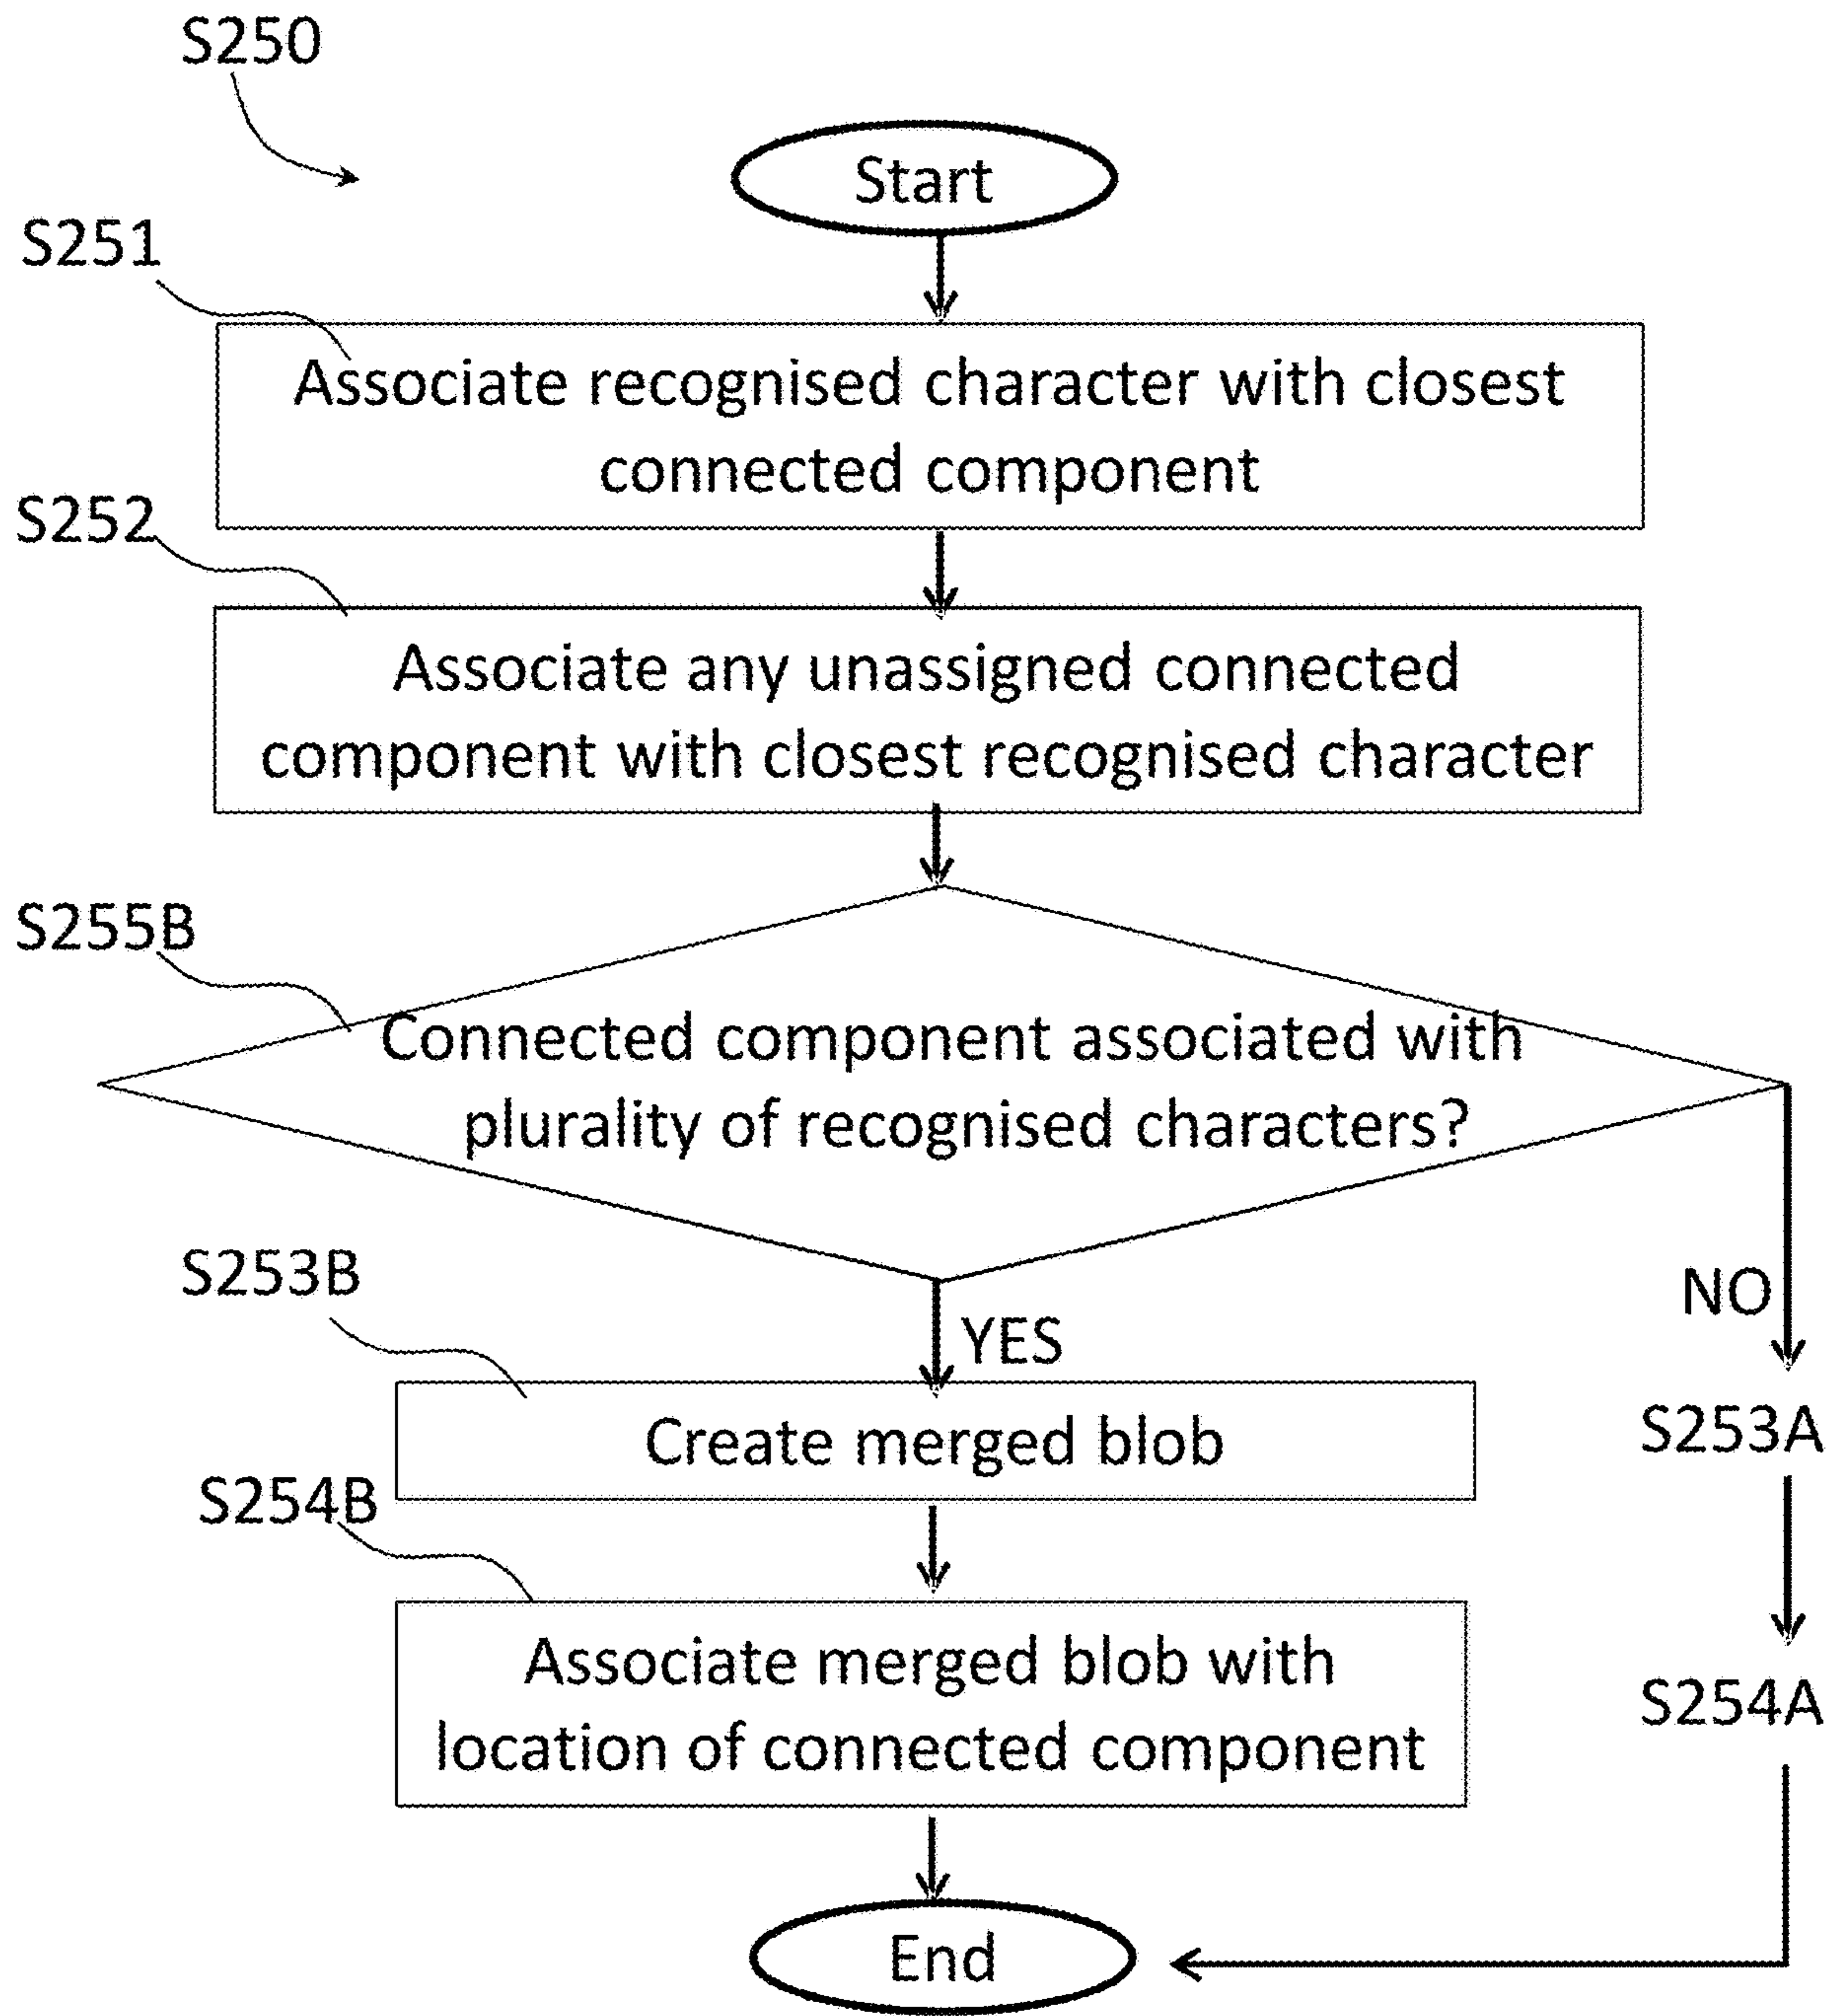 S250
Start
S251
Associate recognised character with closest
connected component
S252
Associate any unassigned connected
component with closest recognised character
S255B
Connected component associated with
plurality of recognised characters?
S253B
YES
NO
Create merged blob
S253A
S254B
Associate merged blob with
location of connected component
S254A
End